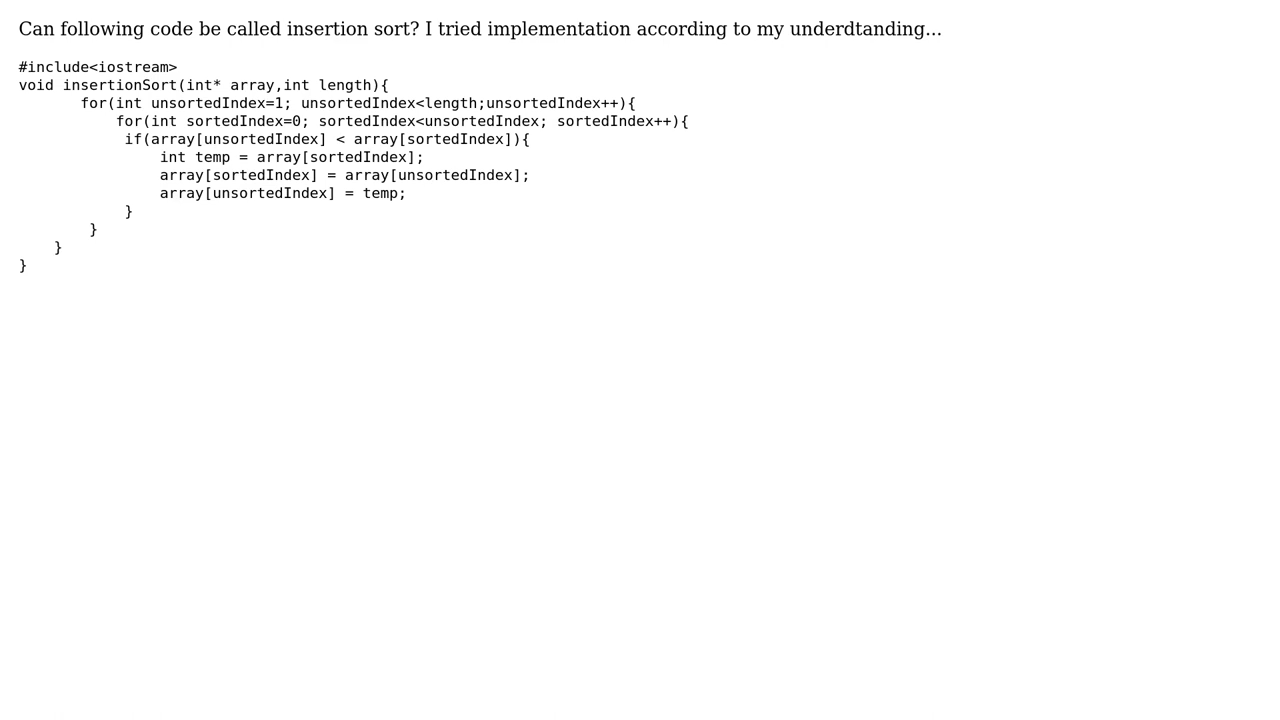 Can following code be called insertion sort? I tried implementation according to my underdtanding...
#include<iostream>
void insertionSort(int* array,int length){
       for(int unsortedIndex=1; unsortedIndex<length;unsortedIndex++){
           for(int sortedIndex=0; sortedIndex<unsortedIndex; sortedIndex++){
            if(array[unsortedIndex] < array[sortedIndex]){
                int temp = array[sortedIndex];
                array[sortedIndex] = array[unsortedIndex];
                array[unsortedIndex] = temp;
            }
        }
    }
}